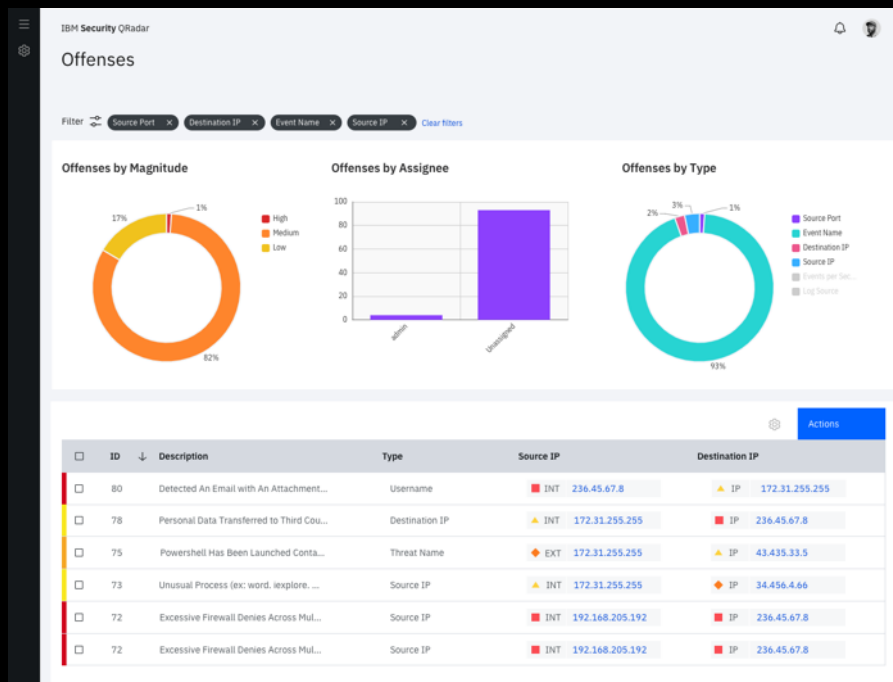 IBM Security QRadar
Offenses
Filter Source Port × Destination IP × Event Name × Source IP × Clear filters
Offenses by Magnitude
17%
1%
82%
High
Medium
Low
Offenses by Assignee
100
80
60
40
20
0
admin
Unassigned
Offenses by Type
2%
3%
1%
93%
Source Port
Event Name
Destination IP
Source IP
Events per Sec...
Log Source
Actions
ID ↓ Description Type Source IP Destination IP
80 Detected An Email with An Attachment... Username INT 236.45.67.8 IP 172.31.255.255
78 Personal Data Transferred to Third Cou... Destination IP INT 172.31.255.255 IP 236.45.67.8
75 Powershell Has Been Launched Conta... Threat Name EXT 172.31.255.255 IP 43.435.33.5
73 Unusual Process (ex: word. iexplore. ... Source IP INT 172.31.255.255 IP 34.456.4.66
72 Excessive Firewall Denies Across Mul... Source IP INT 192.168.205.192 IP 236.45.67.8
72 Excessive Firewall Denies Across Mul... Source IP INT 192.168.205.192 IP 236.45.67.8